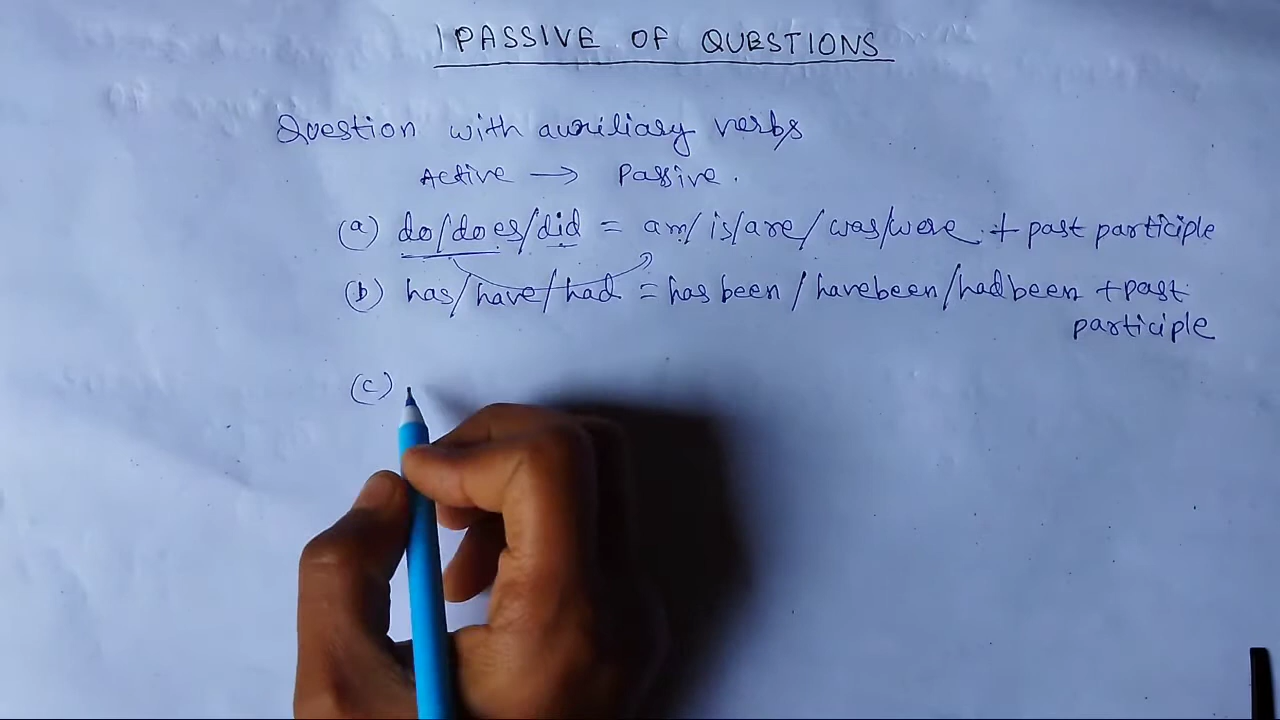 PASSIVE OF QUESTIONS
Question with auxiliary verbs
Active → Passive.
(a) do/does/did = am/is/are/was/were + past participle
(b) has/have/had = has been/have been/had been + past
participle
(c)